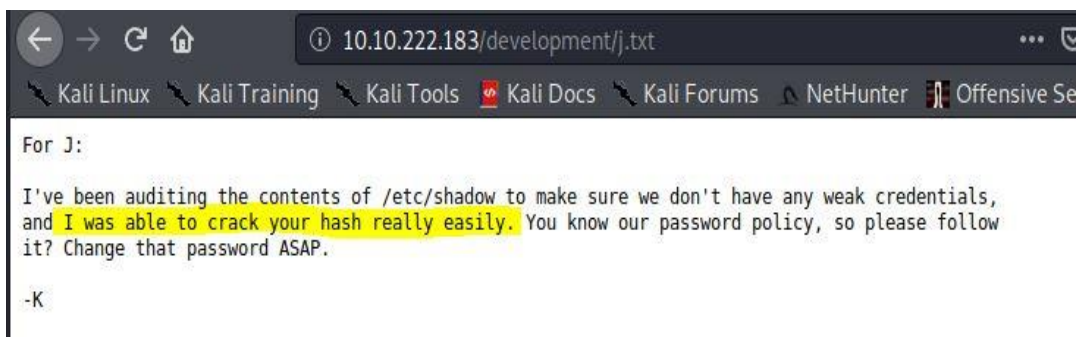 10.10.222.183/development/j.txt
Kali Linux Kali Training Kali Tools Kali Docs Kali Forums NetHunter Offensive Se
For J:
I've been auditing the contents of /etc/shadow to make sure we don't have any weak credentials,
and I was able to crack your hash really easily. You know our password policy, so please follow
it? Change that password ASAP.
-K